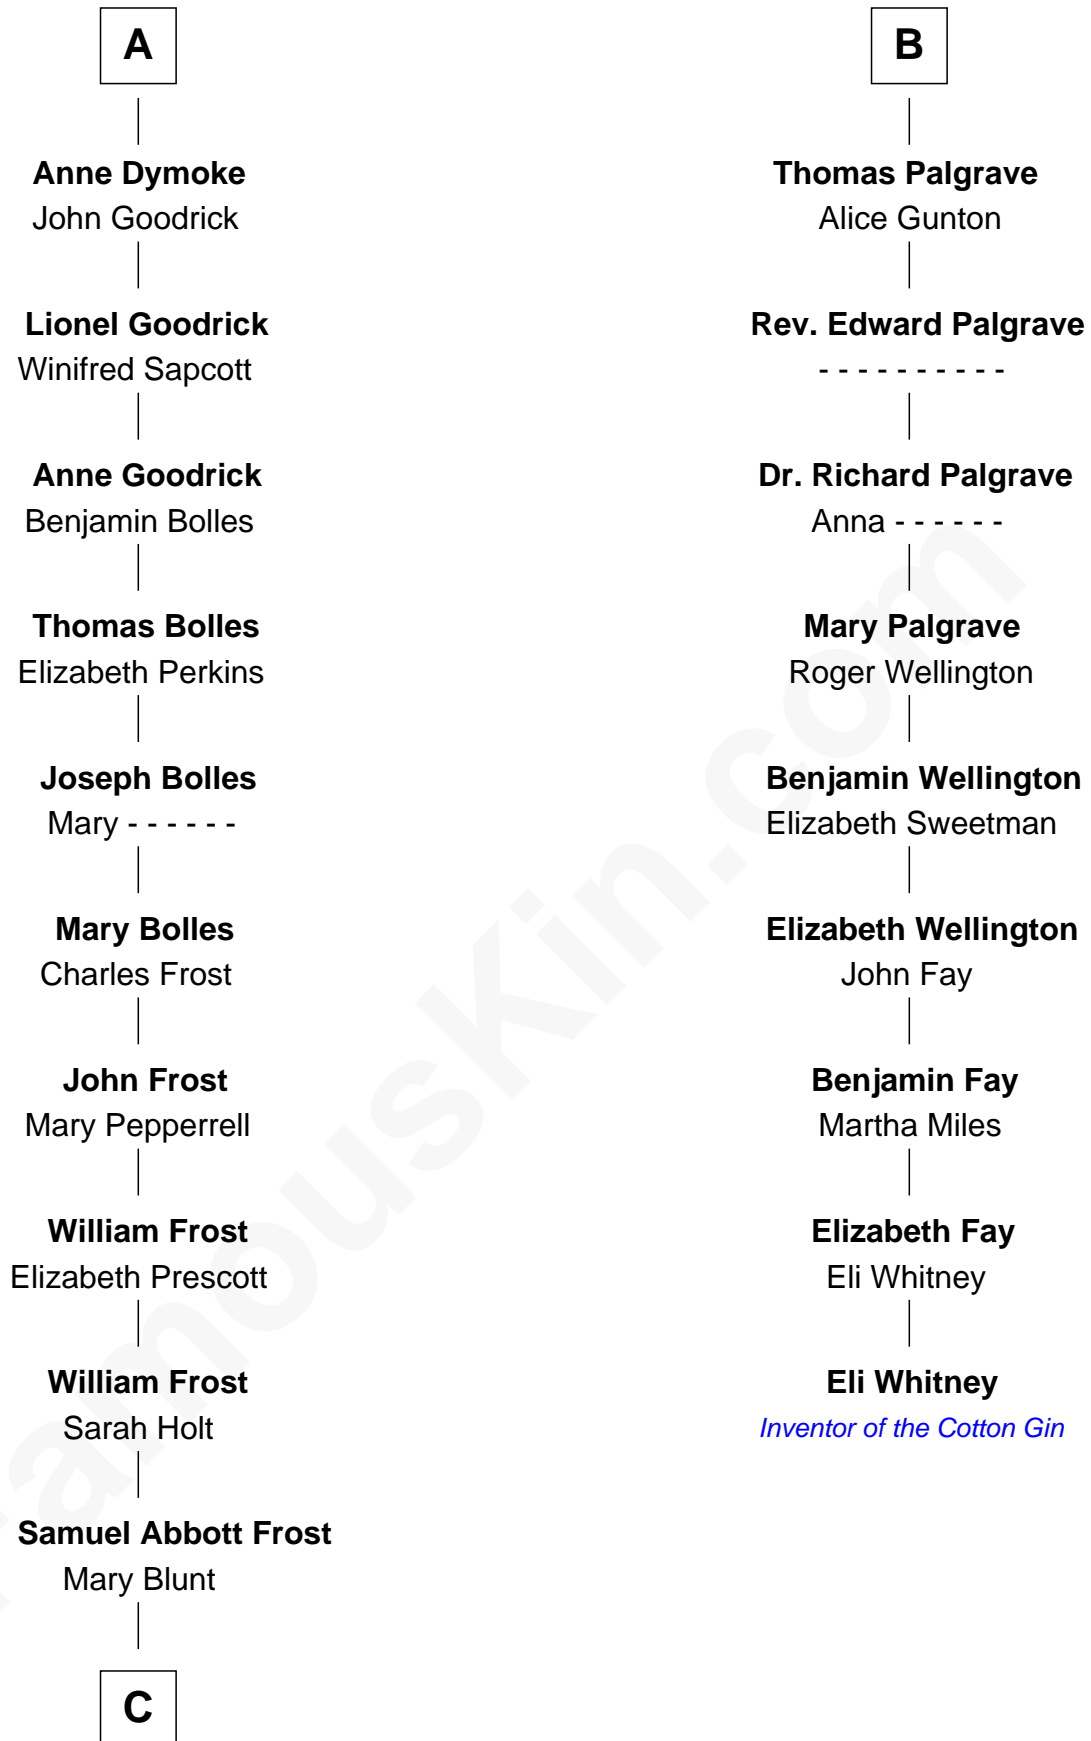 A
Anne Dymoke
John Goodrick
Lionel Goodrick
Winifred Sapcott
Anne Goodrick
Benjamin Bolles
Thomas Bolles
Elizabeth Perkins
Joseph Bolles
Mary - - - - - -
Mary Bolles
Charles Frost
John Frost
Mary Pepperrell
William Frost
Elizabeth Prescott
William Frost
Sarah Holt
Samuel Abbott Frost
Mary Blunt
C
B
Thomas Palgrave
Alice Gunton
Rev. Edward Palgrave
- - - - - - - - - -
Dr. Richard Palgrave
Anna - - - - - -
Mary Palgrave
Roger Wellington
Benjamin Wellington
Elizabeth Sweetman
Elizabeth Wellington
John Fay
Benjamin Fay
Martha Miles
Elizabeth Fay
Eli Whitney
Eli Whitney
Inventor of the Cotton Gin
FamousKin.com